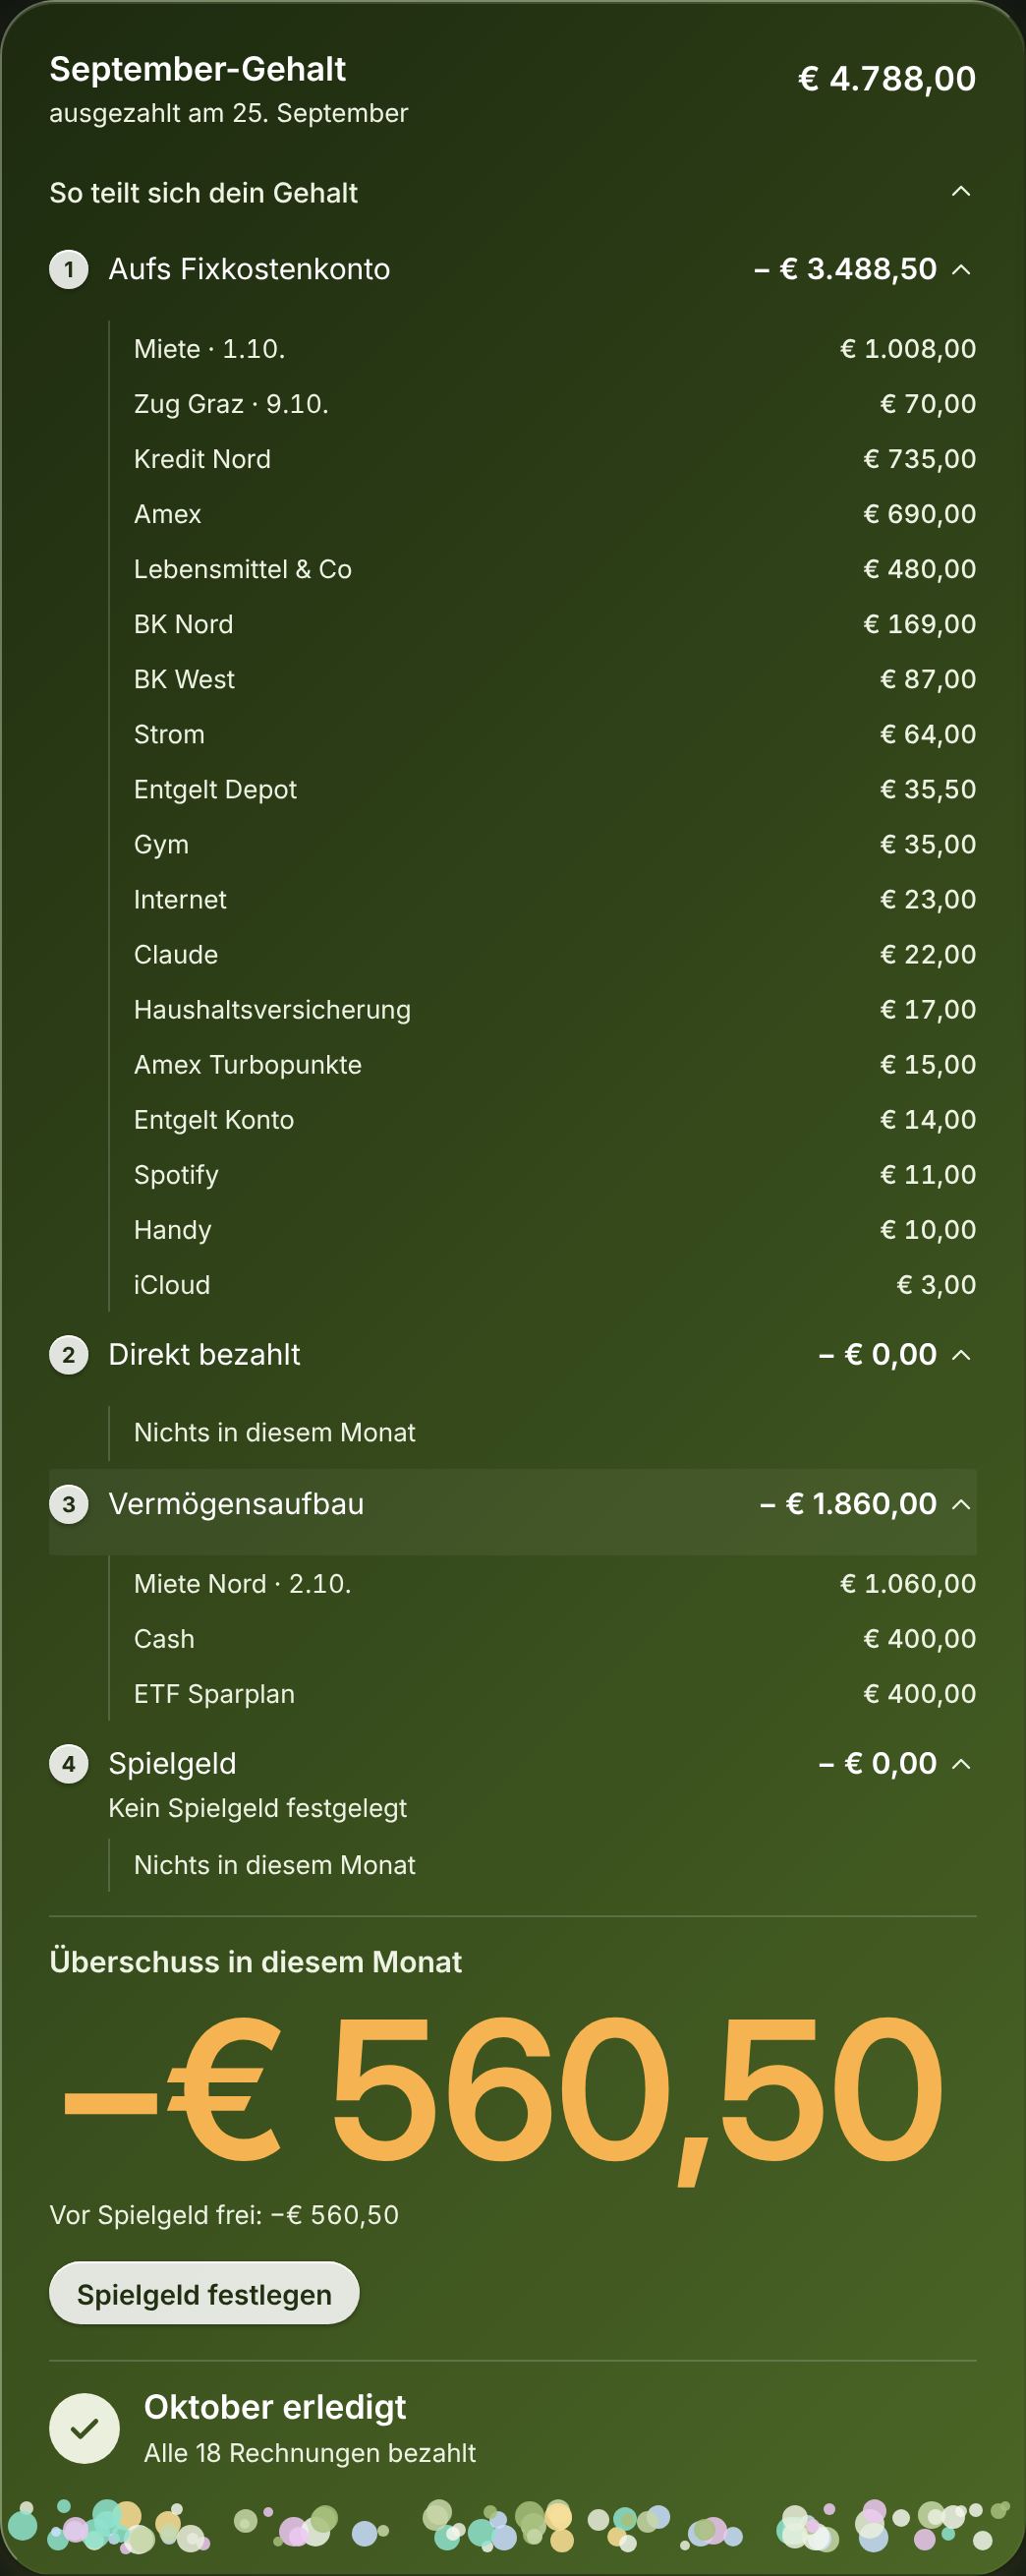 September-Gehalt
€ 4.788,00
ausgezahlt am 25. September
So teilt sich dein Gehalt
1 Aufs Fixkostenkonto – € 3.488,50
Miete · 1.10. € 1.008,00
Zug Graz · 9.10. € 70,00
Kredit Nord € 735,00
Amex € 690,00
Lebensmittel & Co € 480,00
BK Nord € 169,00
BK West € 87,00
Strom € 64,00
Entgelt Depot € 35,50
Gym € 35,00
Internet € 23,00
Claude € 22,00
Haushaltsversicherung € 17,00
Amex Turbopunkte € 15,00
Entgelt Konto € 14,00
Spotify € 11,00
Handy € 10,00
iCloud € 3,00
2 Direkt bezahlt – € 0,00
Nichts in diesem Monat
3 Vermögensaufbau – € 1.860,00
Miete Nord · 2.10. € 1.060,00
Cash € 400,00
ETF Sparplan € 400,00
4 Spielgeld – € 0,00
Kein Spielgeld festgelegt
Nichts in diesem Monat
Überschuss in diesem Monat
–€ 560,50
Vor Spielgeld frei: –€ 560,50
Spielgeld festlegen
Oktober erledigt
Alle 18 Rechnungen bezahlt